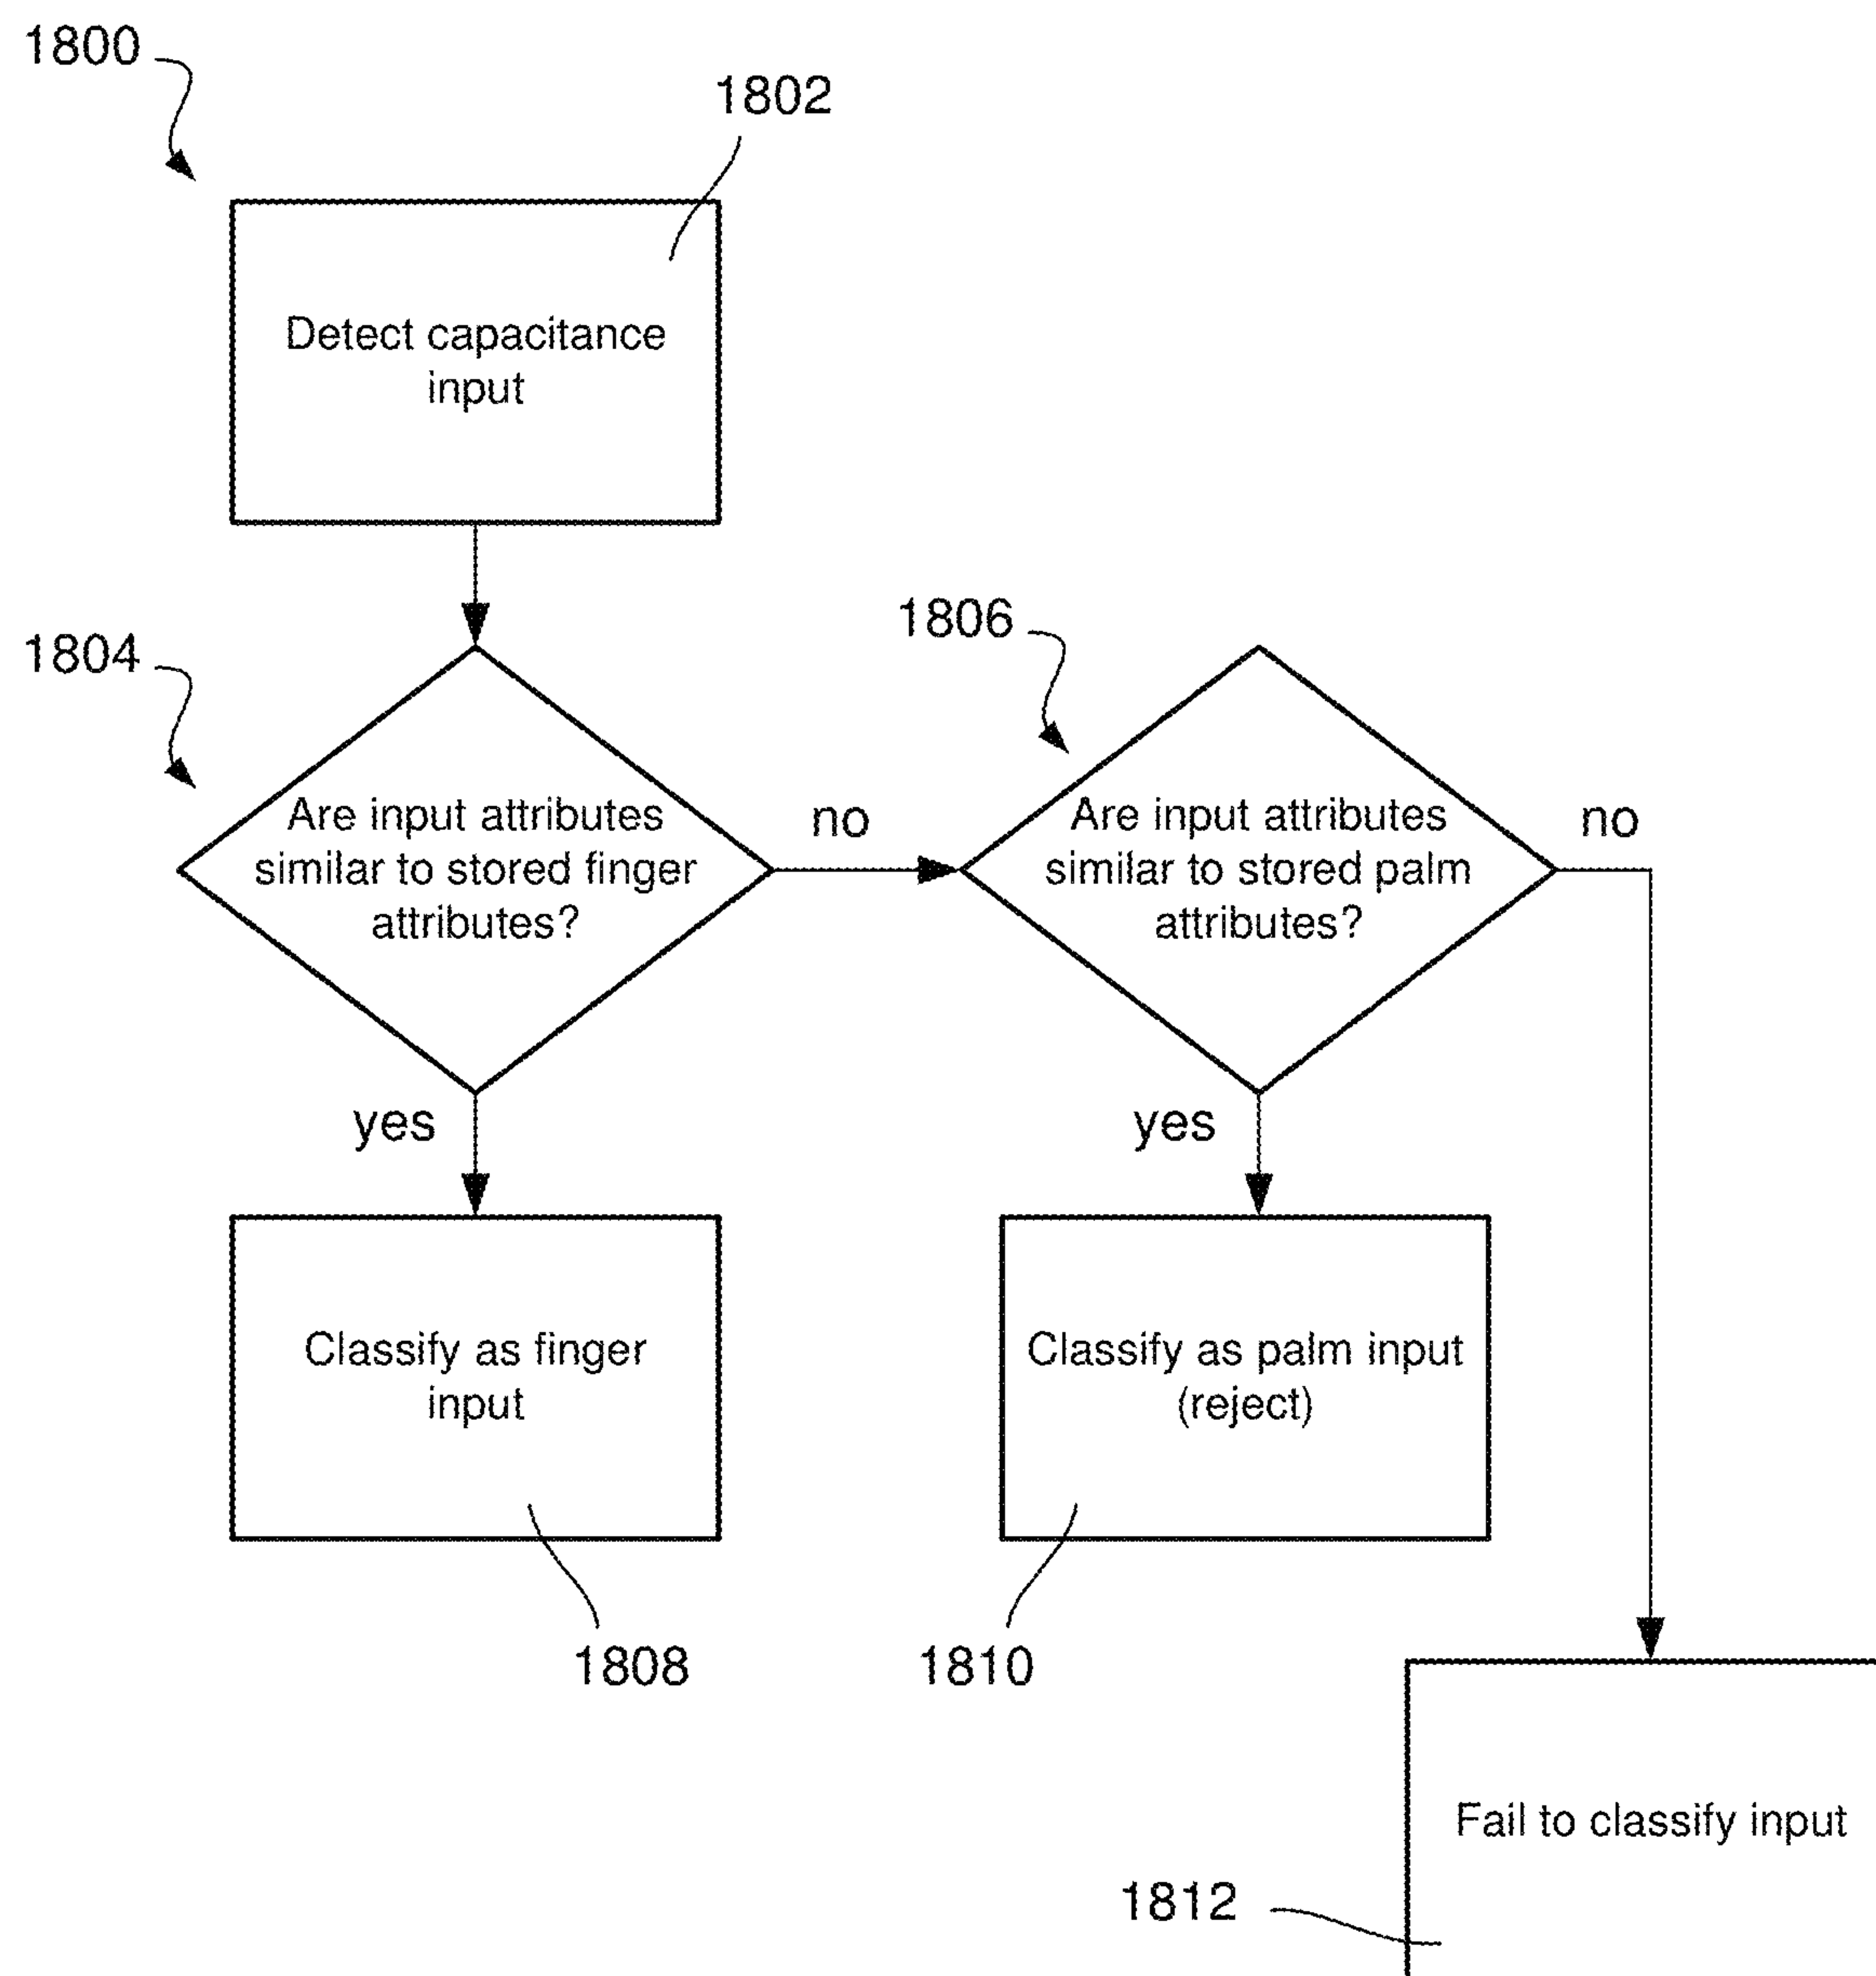 1800
1802
Detect capacitance
input
1804
1806
Are input attributes
similar to stored finger
attributes?
no
Are input attributes
similar to stored palm
attributes?
no
yes
yes
Classify as finger
input
Classify as palm input
(reject)
1808
1810
Fail to classify input
1812